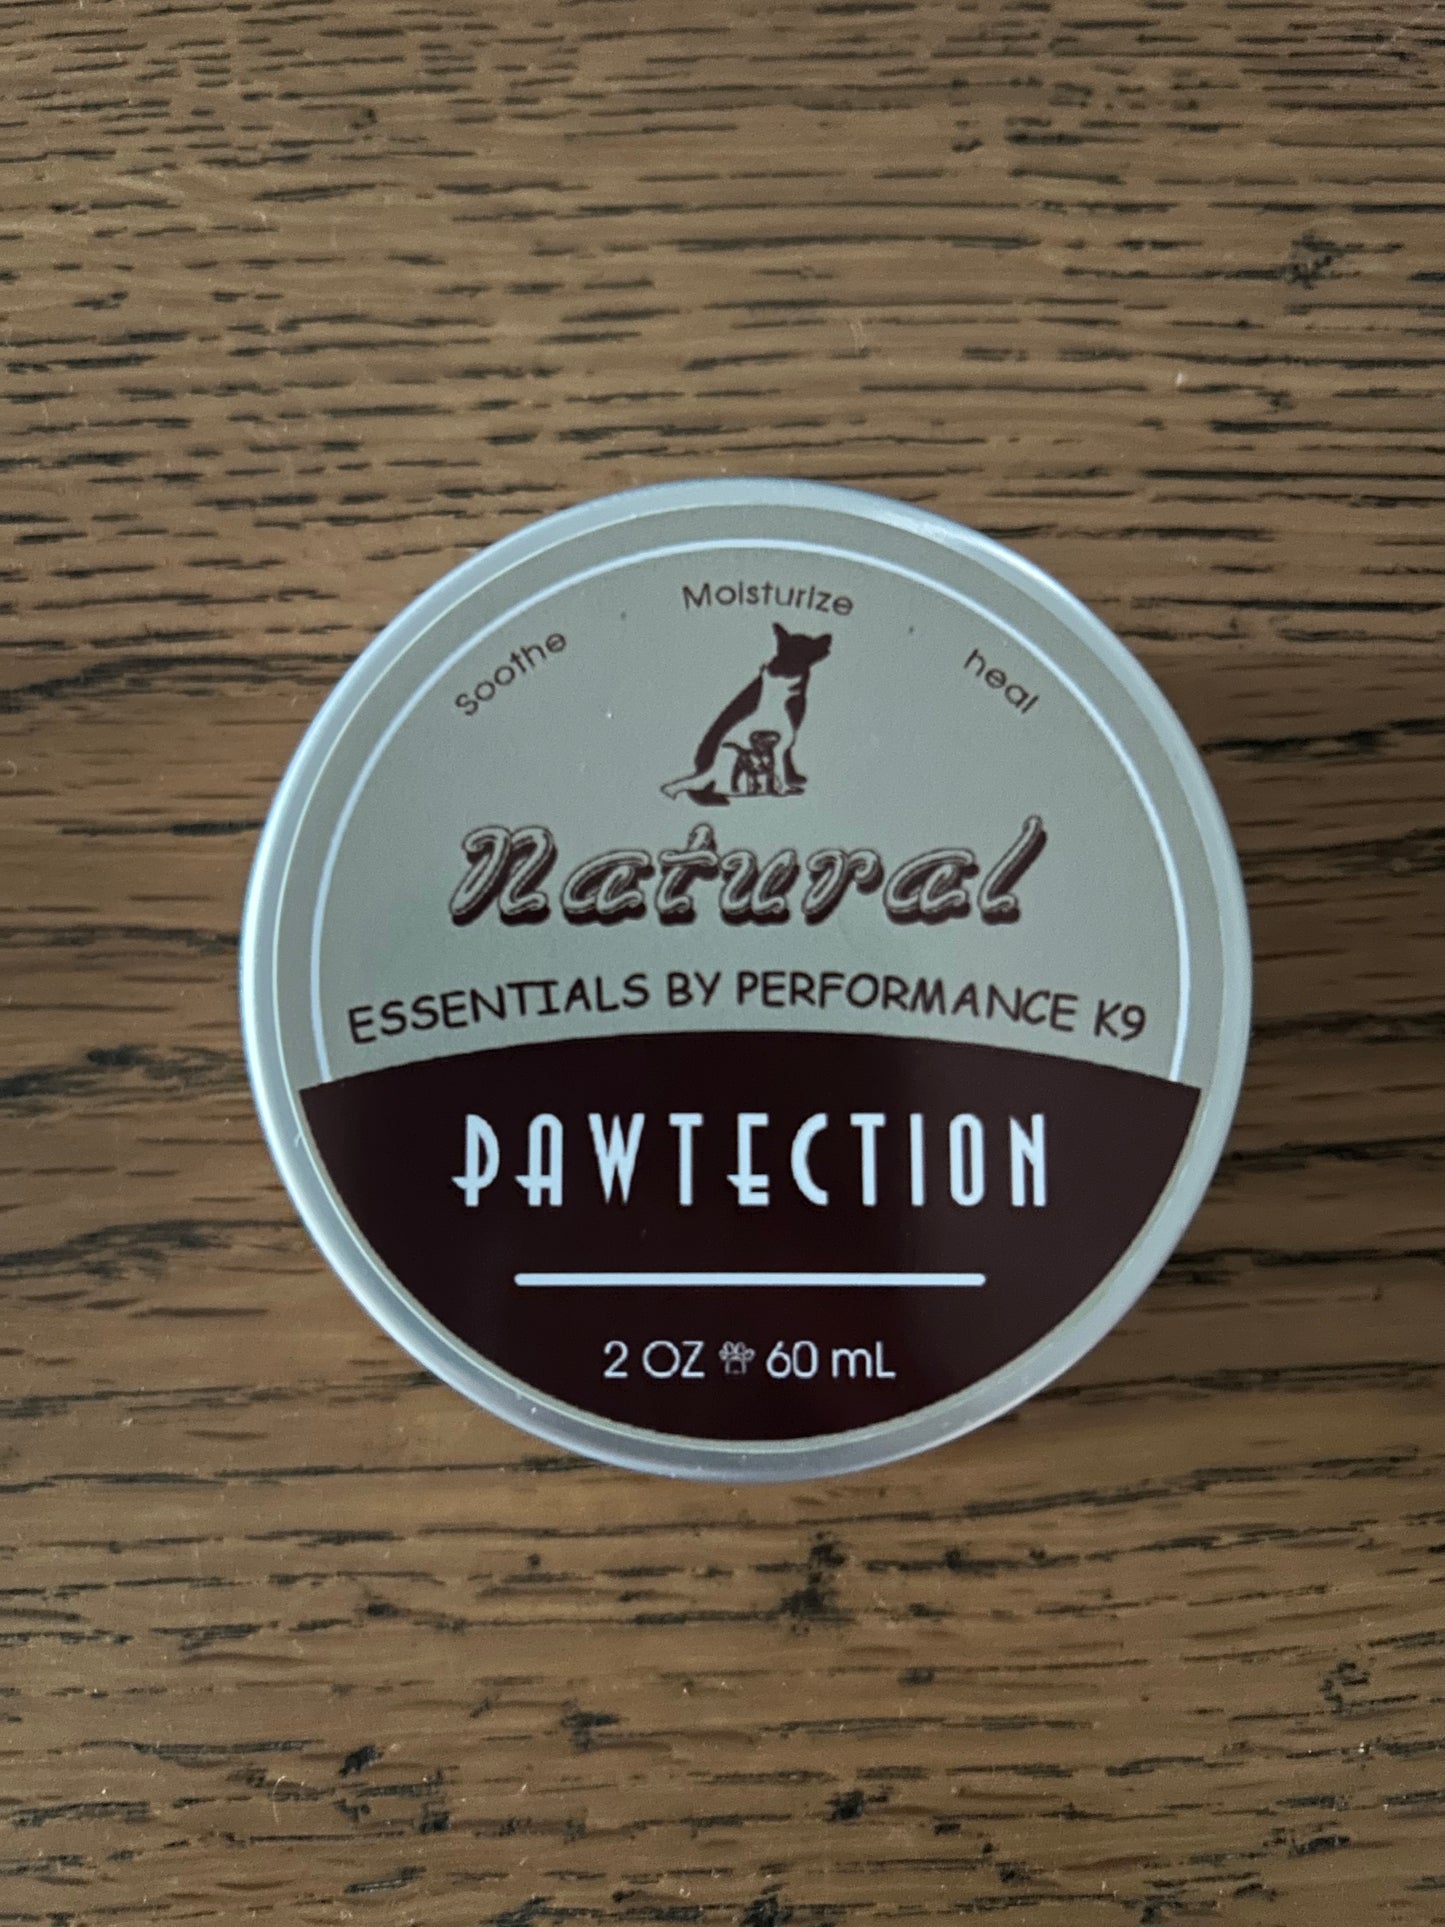 Soothe
Moisturize
heal
Natural
ESSENTIALS BY PERFORMANCE K9
PAWTECTION
2 OZ 60 mL